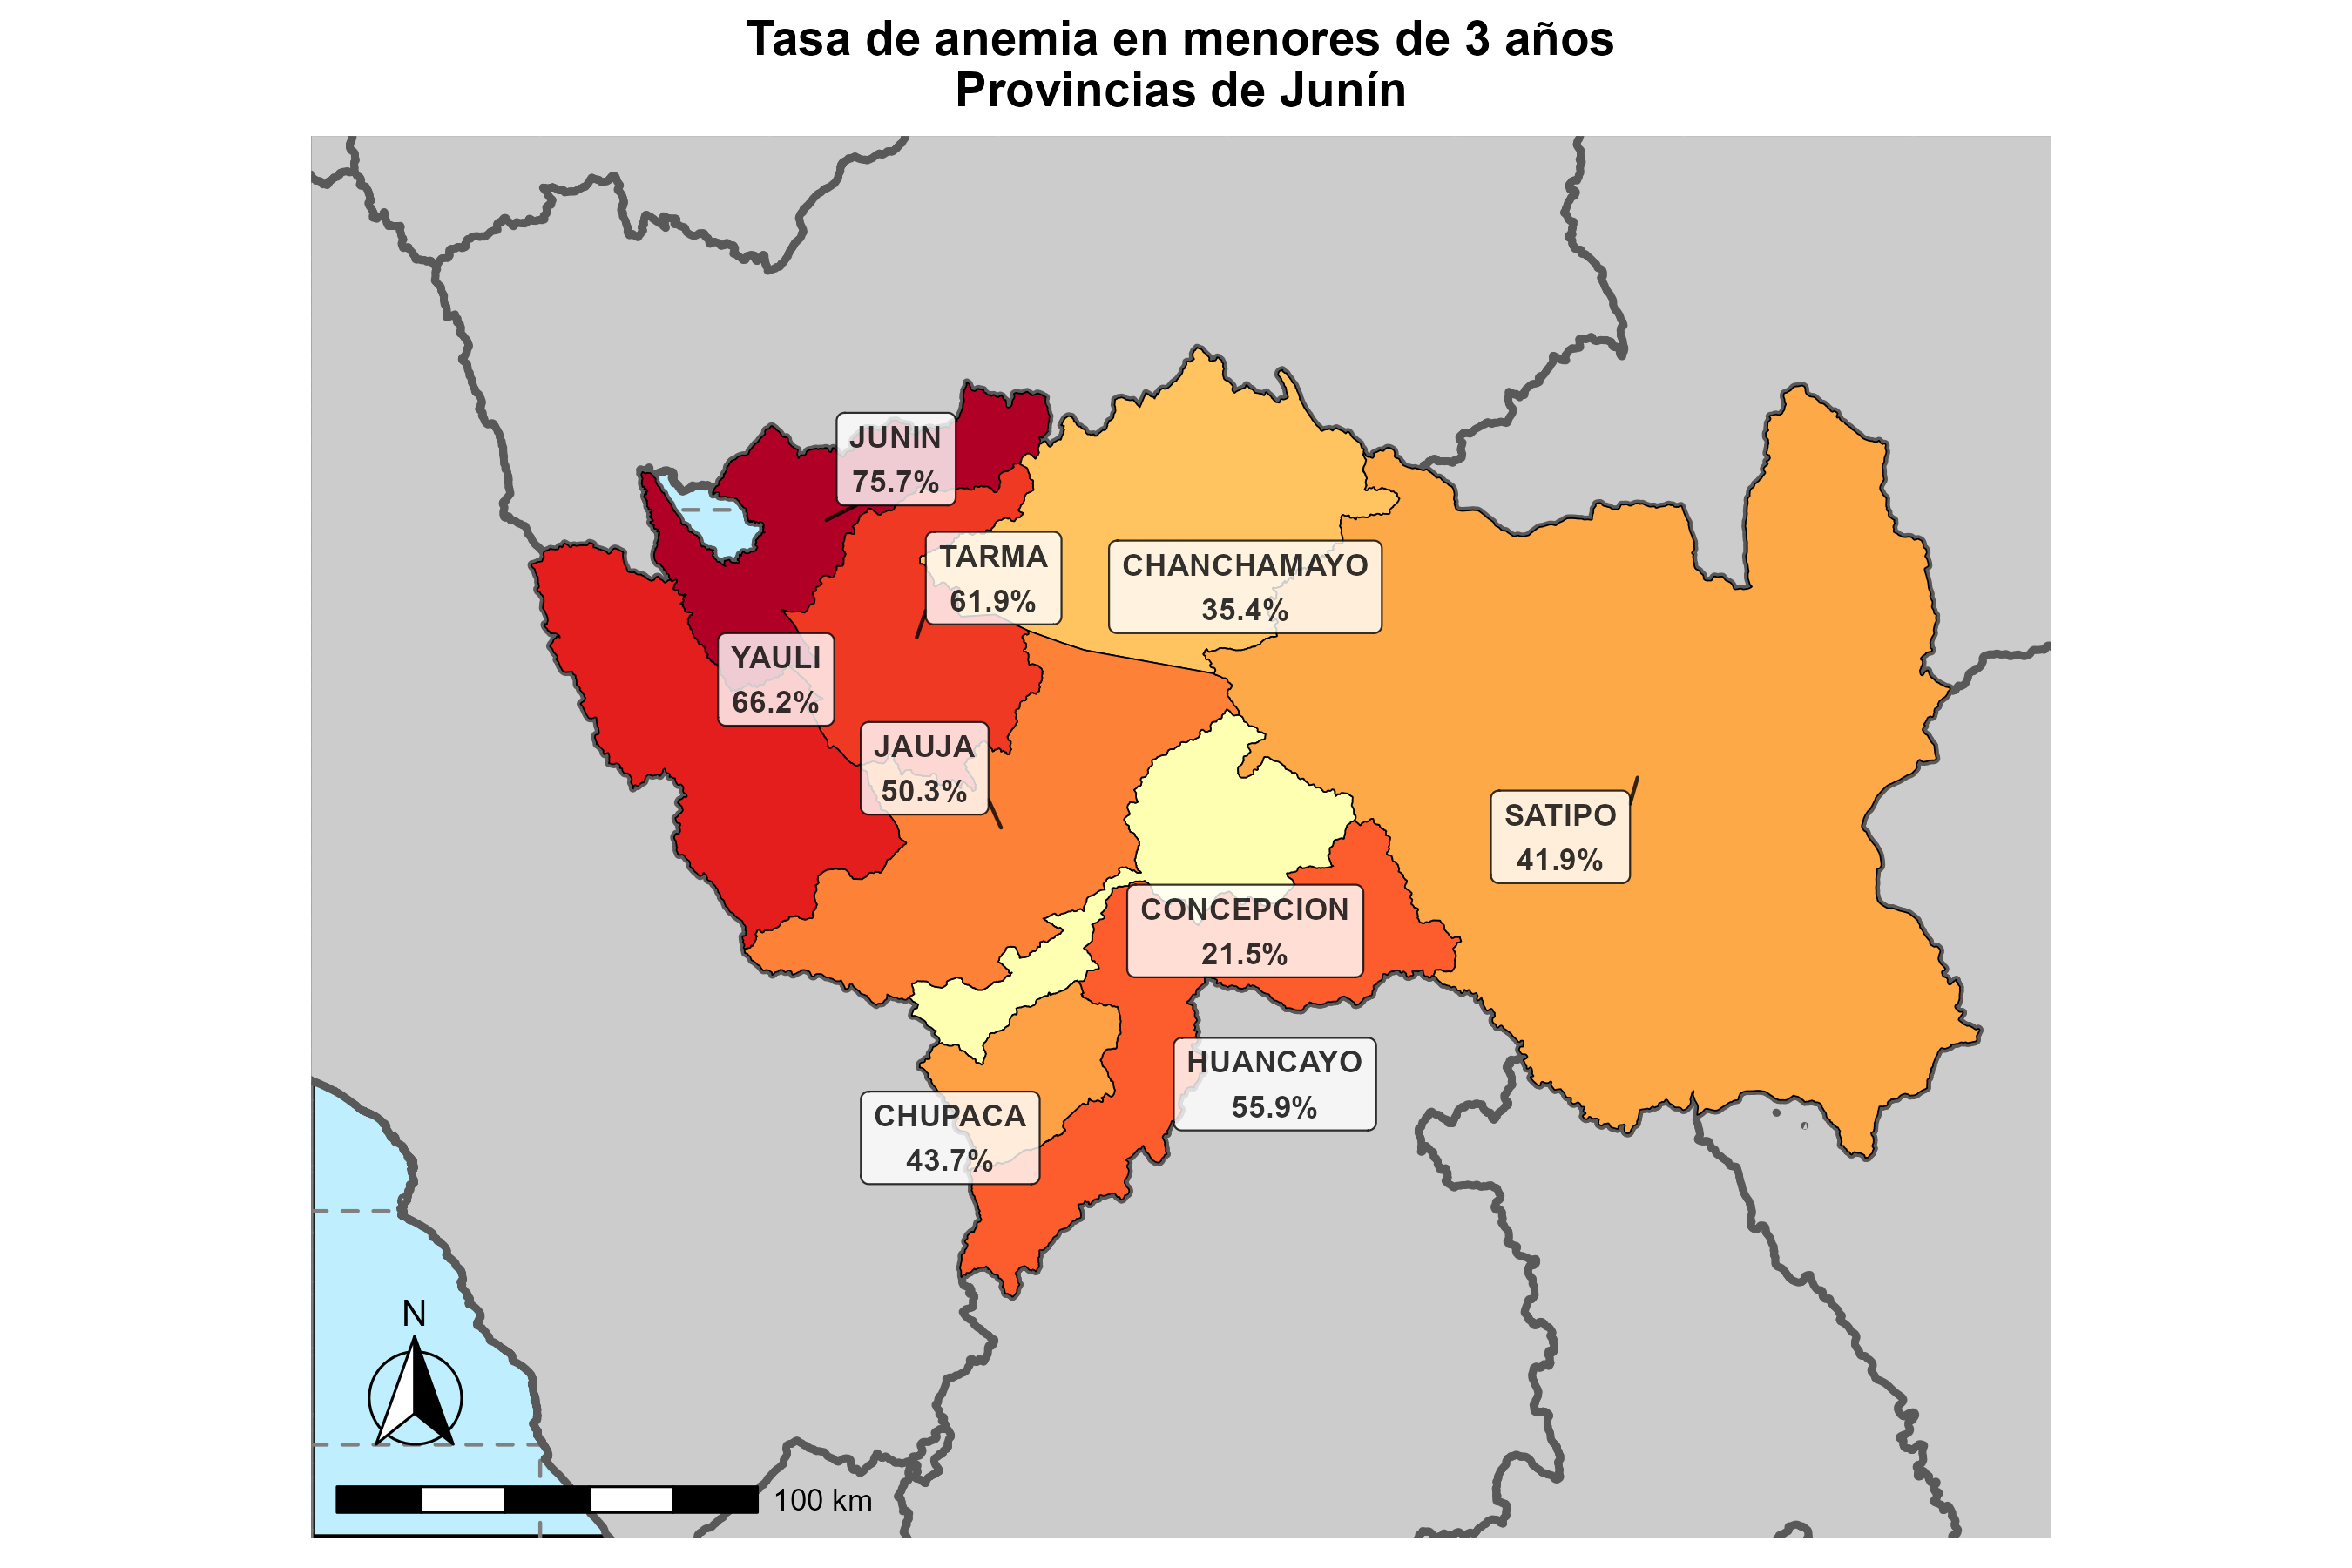 Tasa de anemia en menores de 3 años
Provincias de Junín
JUNIN
75.7%
TARMA
61.9%
CHANCHAMAYO
35.4%
YAULI
66.2%
JAUJA
50.3%
SATIPO
41.9%
CONCEPCION
21.5%
HUANCAYO
55.9%
CHUPACA
43.7%
N
100 km